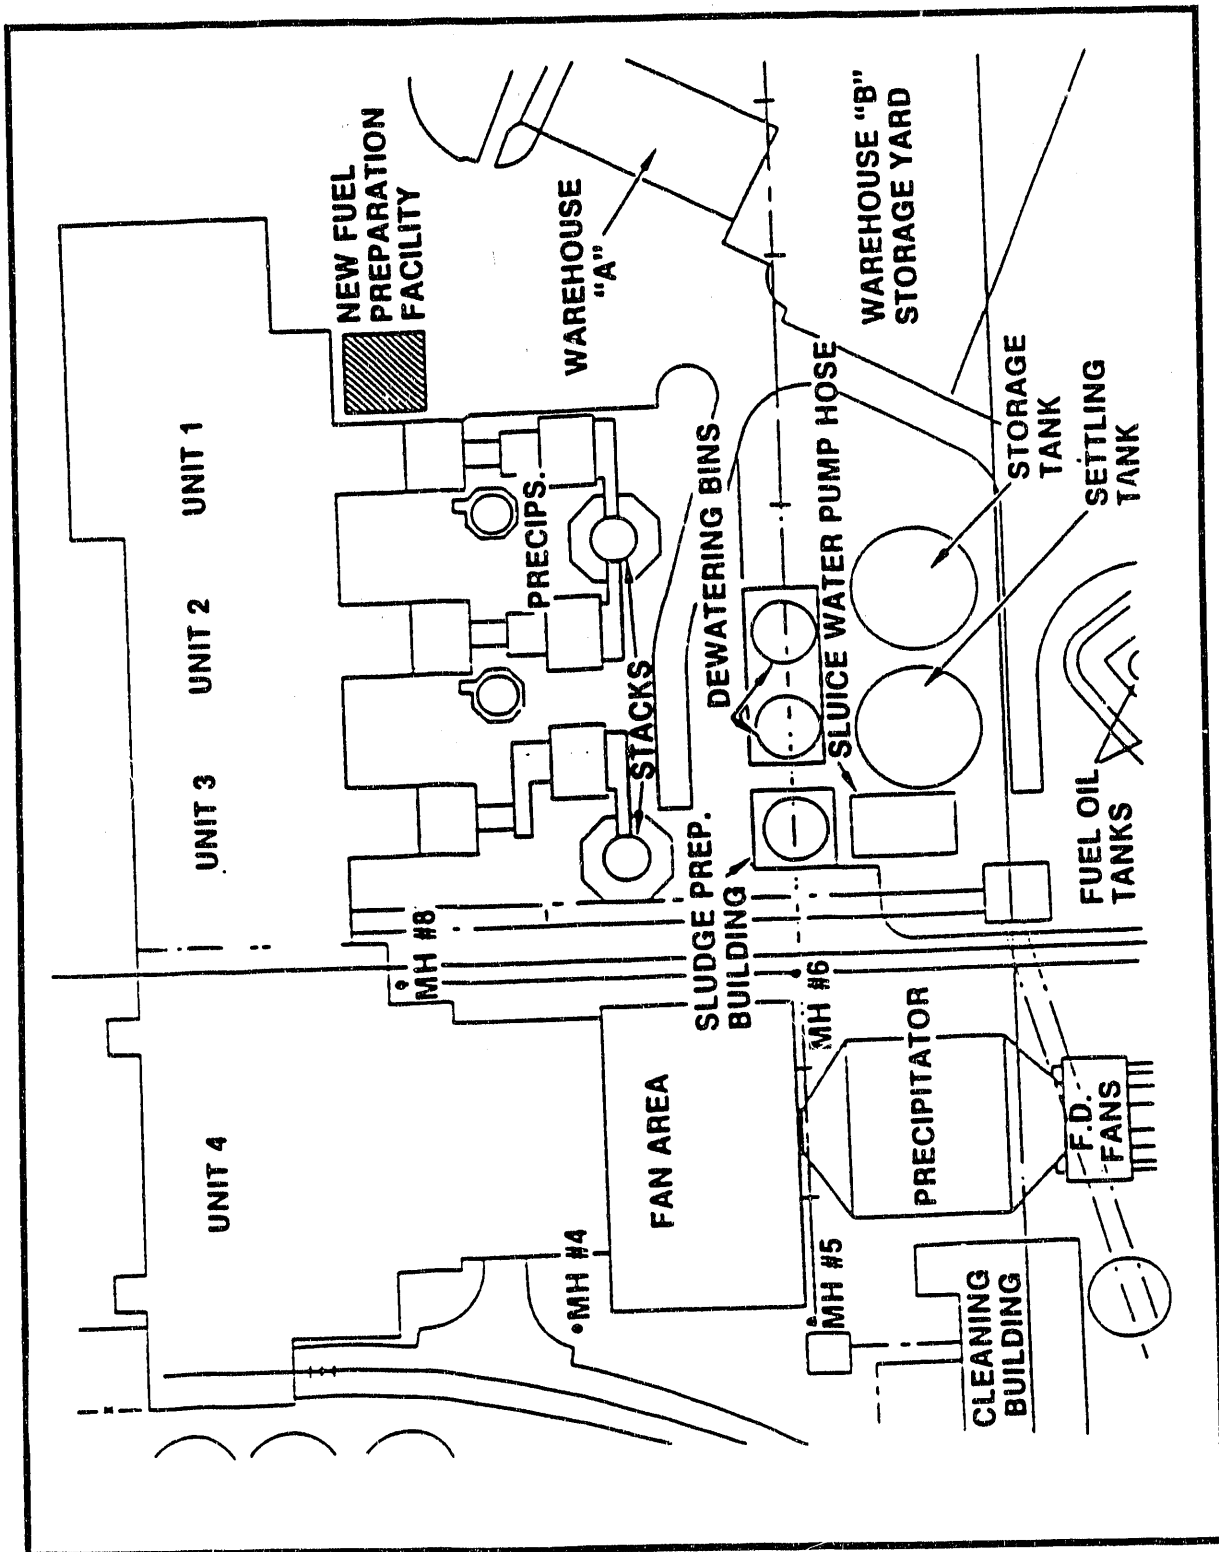 UNIT 4
UNIT 3
UNIT 2
UNIT 1
NEW FUEL
PREPARATION
FACILITY
MH #8
MH #4
FAN AREA
PRECIPS.
STACKS
WAREHOUSE
"A"
SLUDGE PREP.
BUILDING
DEWATERING BINS
MH #5
MH #6
SLUICE WATER PUMP HOSE
WAREHOUSE "B"
STORAGE YARD
PRECIPITATOR
CLEANING
BUILDING
F.D.
FANS
FUEL OIL
TANKS
STORAGE
TANK
SETTLING
TANK